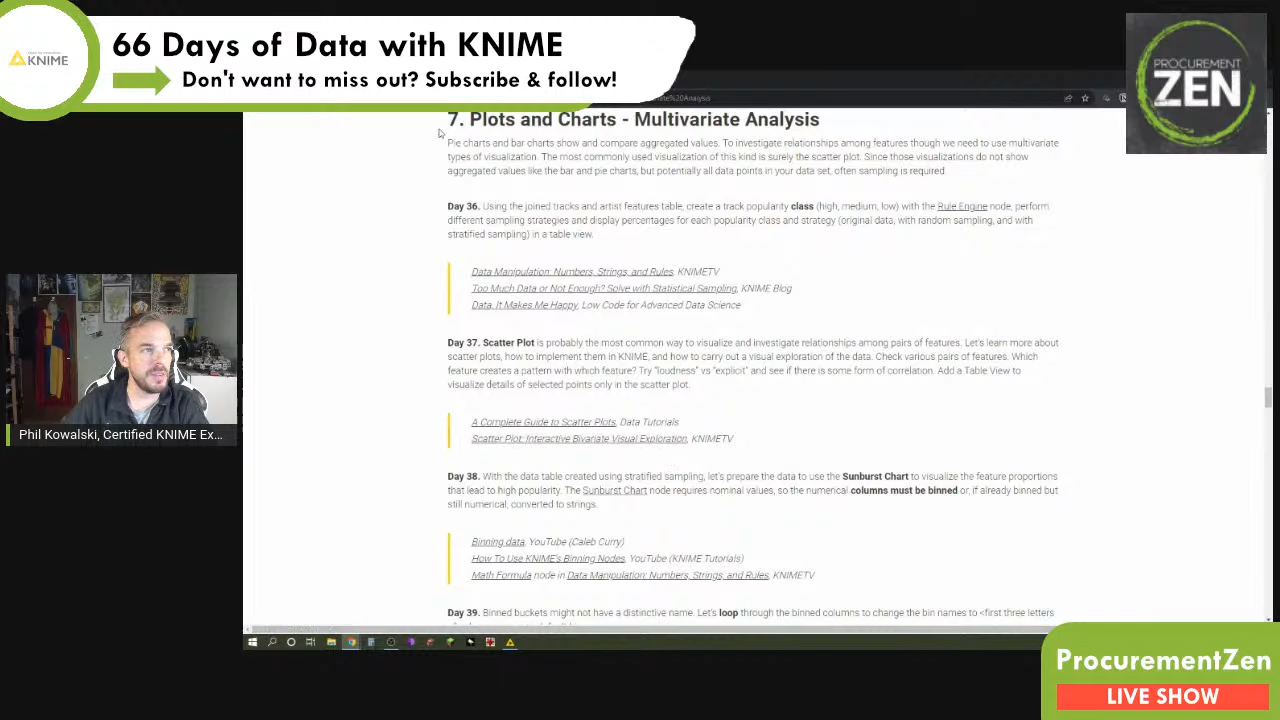 KNIME
66 Days of Data with KNIME
Don't want to miss out? Subscribe & follow!
PROCUREMENT
ZEN
7. Plots and Charts - Multivariate Analysis
Pie charts and bar charts show and compare aggregated values. To investigate relationships among features though we need to use multivariate
types of visualization. The most commonly used visualization of this kind is surely the scatter plot. Since those visualizations do not show
aggregated values like the bar and pie charts, but potentially all data points in your data set, often sampling is required.
Day 36. Using the joined tracks and artist features table, create a track popularity class (high, medium, low) with the Rule Engine node, perform
different sampling strategies and display percentages for each popularity class and strategy (original data, with random sampling, and with
stratified sampling) in a table view.
Data Manipulation: Numbers, Strings, and Rules, KNIMETV
Too Much Data or Not Enough? Solve with Statistical Sampling, KNIME Blog
Data, It Makes Me Happy, Low Code for Advanced Data Science
Day 37. Scatter Plot is probably the most common way to visualize and investigate relationships among pairs of features. Let's learn more about
scatter plots, how to implement them in KNIME, and how to carry out a visual exploration of the data. Check various pairs of features. Which
feature creates a pattern with which feature? Try "loudness" vs "explicit" and see if there is some form of correlation. Add a Table View to
visualize details of selected points only in the scatter plot.
A Complete Guide to Scatter Plots, Data Tutorials
Scatter Plot: Interactive Bivariate Visual Exploration, KNIMETV
Day 38. With the data table created using stratified sampling, let's prepare the data to use the Sunburst Chart to visualize the feature proportions
that lead to high popularity. The Sunburst Chart node requires nominal values, so the numerical columns must be binned or, if already binned but
still numerical, converted to strings.
Binning data, YouTube (Caleb Curry)
How To Use KNIME's Binning Nodes, YouTube (KNIME Tutorials)
Math Formula node in Data Manipulation: Numbers, Strings, and Rules, KNIMETV
Day 39. Binned buckets might not have a distinctive name. Let's loop through the binned columns to change the bin names to <first three letters
Phil Kowalski, Certified KNIME Ex...
ProcurementZen
LIVE SHOW